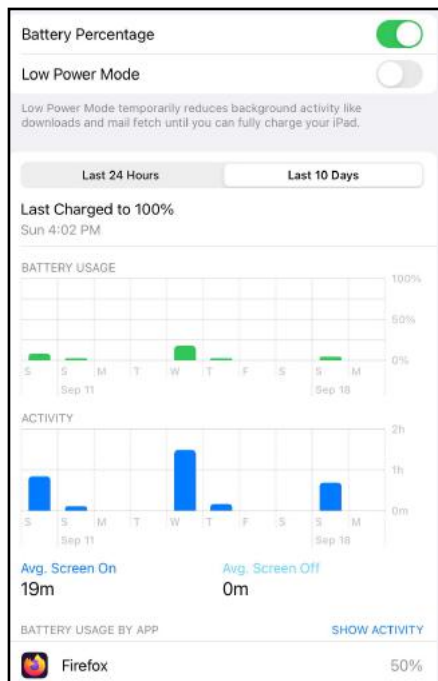 Battery Percentage
Low Power Mode
Low Power Mode temporarily reduces background activity like
downloads and mail fetch until you can fully charge your iPad.
Last 24 Hours Last 10 Days
Last Charged to 100%
Sun 4:02 PM
BATTERY USAGE
100%
50%
0%
S S M T W T F S S M
Sep 11 Sep 18
ACTIVITY
2h
1h
0m
S S M T W T F S S M
Sep 11 Sep 18
Avg. Screen On Avg. Screen Off
19m 0m
BATTERY USAGE BY APP SHOW ACTIVITY
Firefox 50%